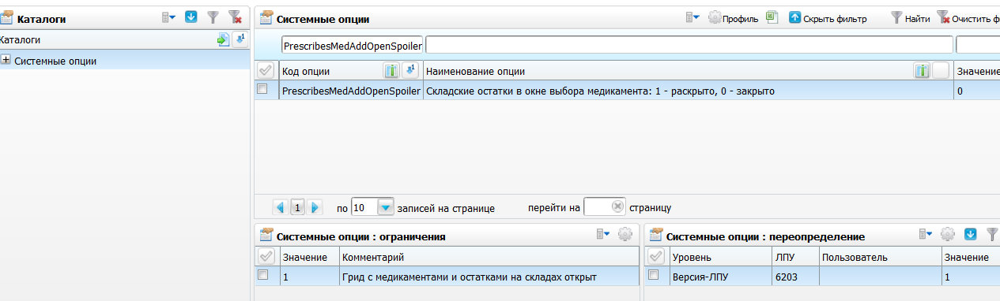 Каталоги
Каталоги
Системные опции
Системные опции
Профиль
Скрыть фильтр
Найти
Очистить ф
PrescribesMedAddOpenSpoiler
Код опции
Наименование опции
Значение
PrescribesMedAddOpenSpoiler
Складские остатки в окне выбора медикамента: 1 - раскрыто, 0 - закрыто
0
1
по 10 записей на странице
перейти на страницу
Системные опции : ограничения
Значение
Комментарий
1
Грид с медикаментами и остатками на складах открыт
Системные опции : переопределение
Уровень
ЛПУ
Пользователь
Значение
Версия-ЛПУ
6203
1